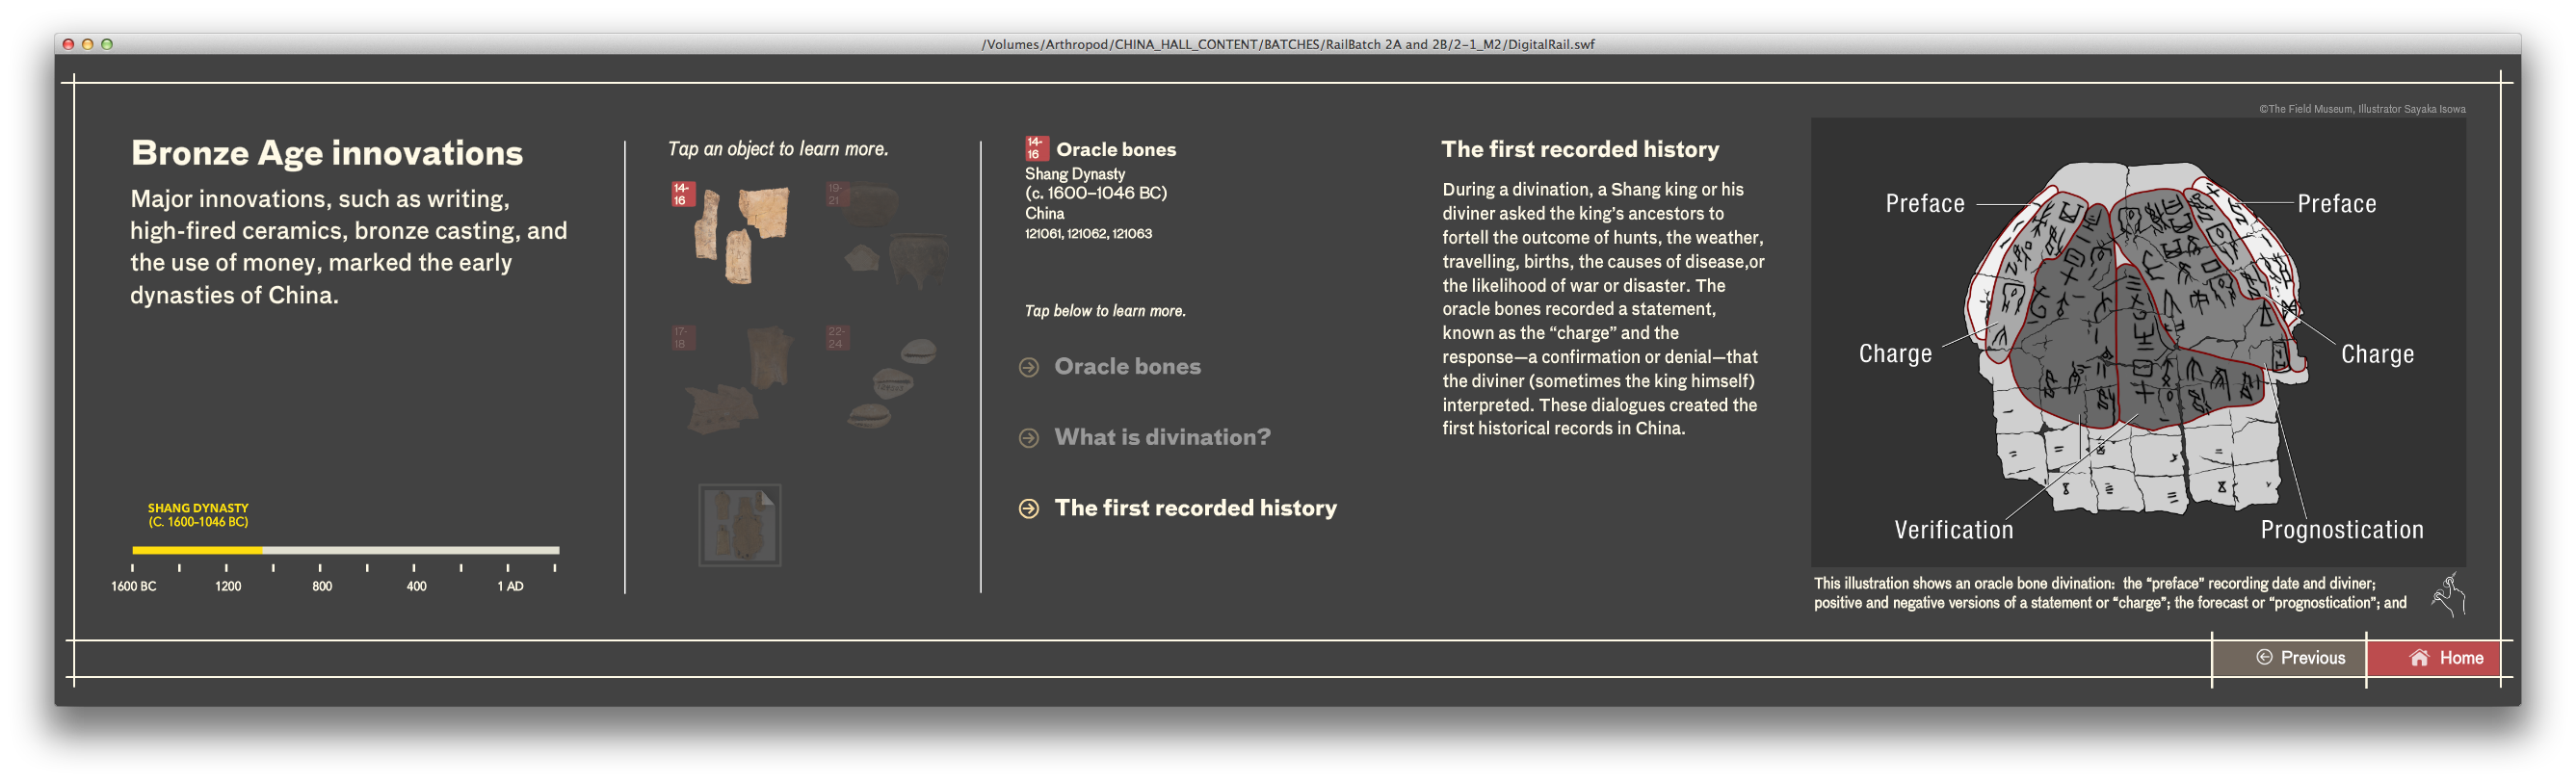 /Volumes/Arthropod/CHINA_HALL_CONTENT/BATCHES/RailBatch 2A and 2B/2-1_M2/DigitalRail.swf
Bronze Age innovations
Major innovations, such as writing,
high-fired ceramics, bronze casting, and
the use of money, marked the early
dynasties of China.
SHANG DYNASTY
(C. 1600-1046 BC)
1600 BC 1200 800 400 1 AD
Tap an object to learn more.
14-
16
19-
21
17-
18
22-
24
14-
16
Oracle bones
Shang Dynasty
(c. 1600–1046 BC)
China
121061, 121062, 121063
Tap below to learn more.
Oracle bones
What is divination?
The first recorded history
The first recorded history
During a divination, a Shang king or his
diviner asked the king's ancestors to
fortell the outcome of hunts, the weather,
travelling, births, the causes of disease,or
the likelihood of war or disaster. The
oracle bones recorded a statement,
known as the “charge” and the
response—a confirmation or denial—that
the diviner (sometimes the king himself)
interpreted. These dialogues created the
first historical records in China.
©The Field Museum, Illustrator Sayaka Isowa
Preface
Preface
Charge
Charge
Verification
Prognostication
This illustration shows an oracle bone divination: the “preface” recording date and diviner;
positive and negative versions of a statement or “charge”; the forecast or “prognostication”; and
Previous
Home